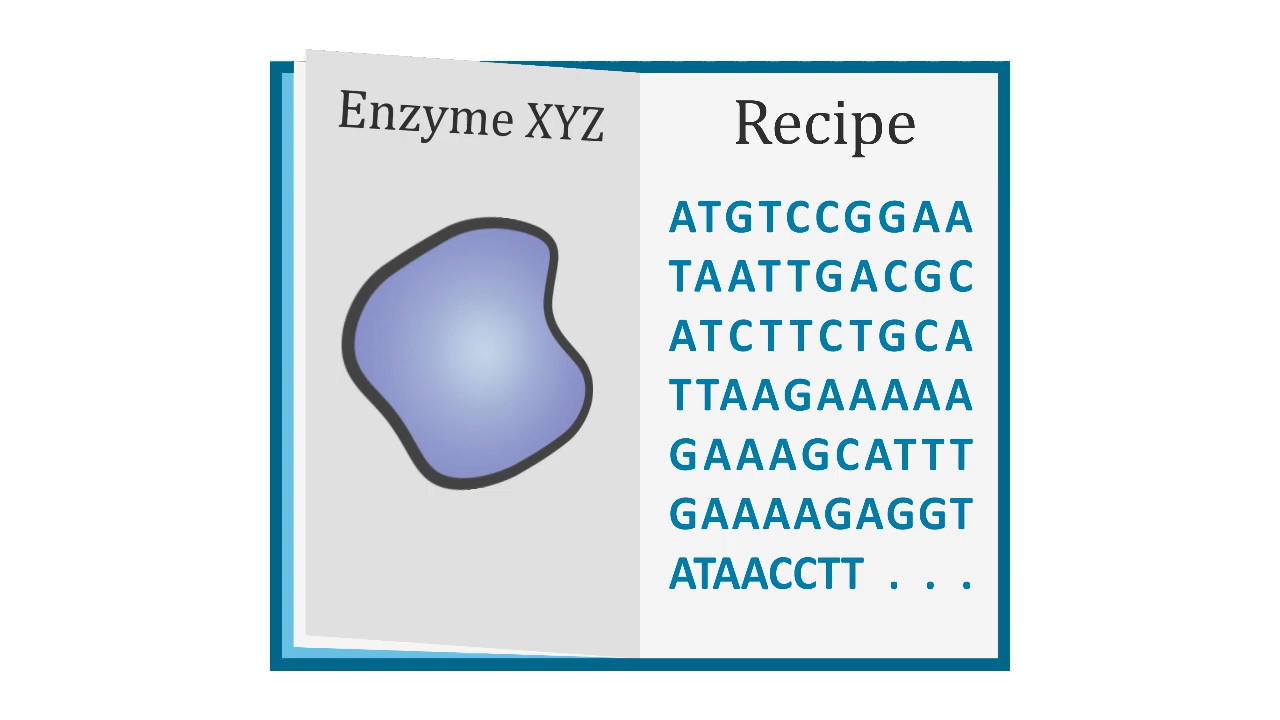 Enzyme XYZ
Recipe
ATGTCCGGAA
TAATTGACGC
ATCTTCTGCA
TTAAGAAAAA
GAAAGCATTT
GAAAAGAGGT
ATAACCTT . . .